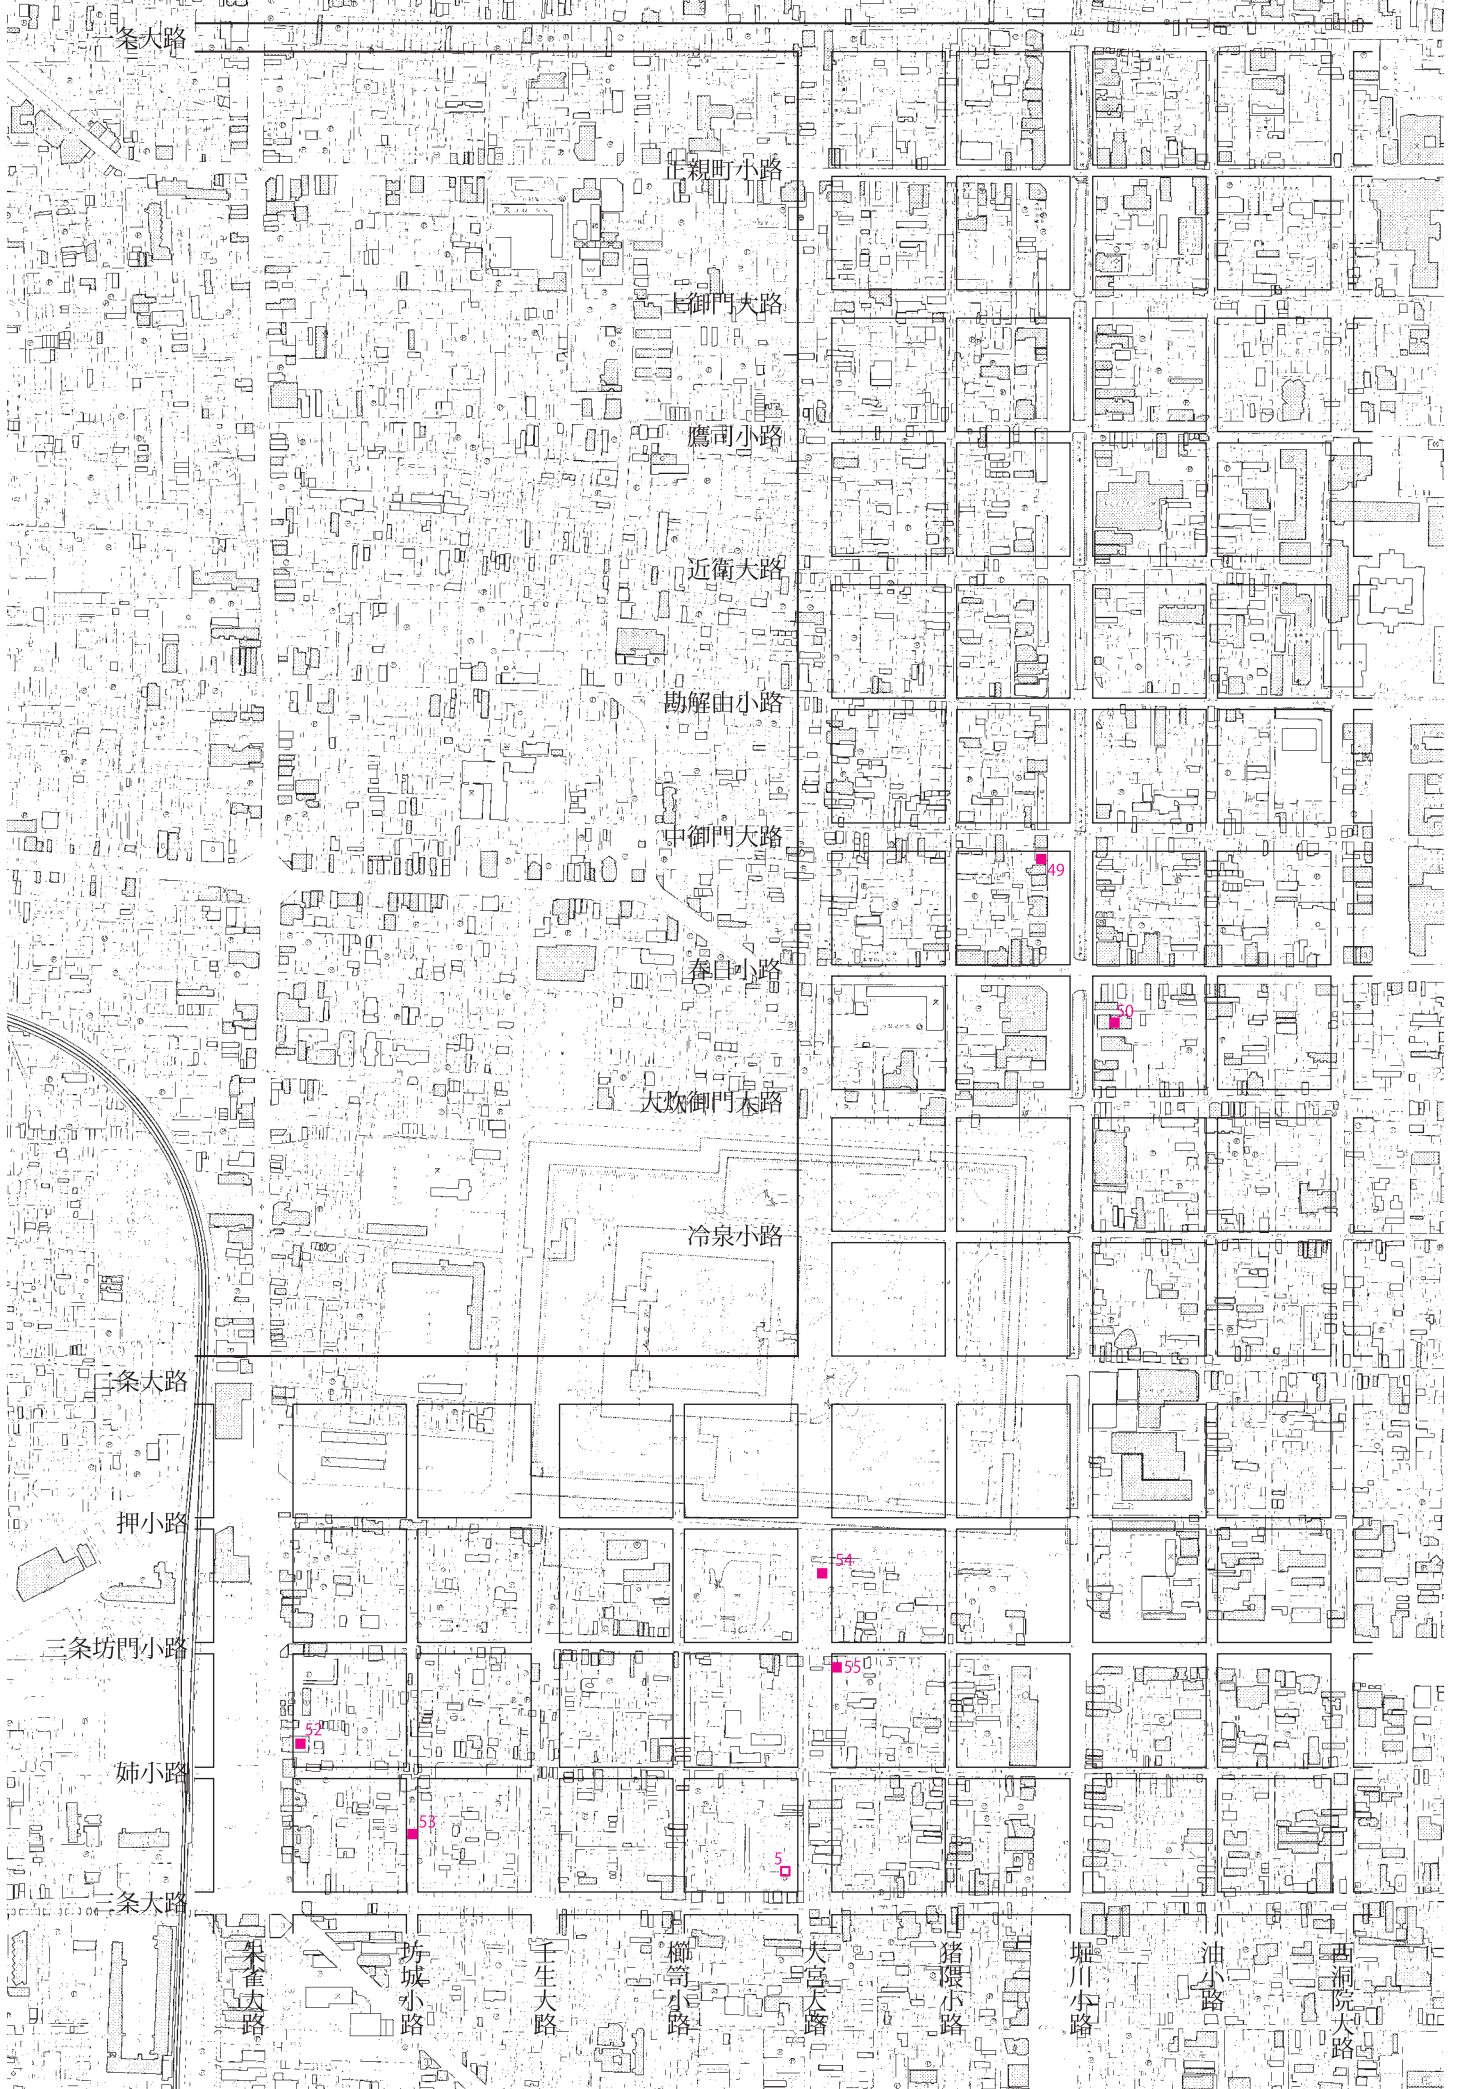 一条大路
正親町小路
土御門大路
鷹司小路
近衛大路
勘解由小路
中御門大路
49
春日小路
50
大炊御門大路
冷泉小路
二条大路
押小路
54
三条坊門小路
55
52
姉小路
53
5
三条大路
朱雀大路
坊城小路
壬生大路
櫛笥小路
大宮大路
猪隈小路
堀川小路
油小路
西洞院大路